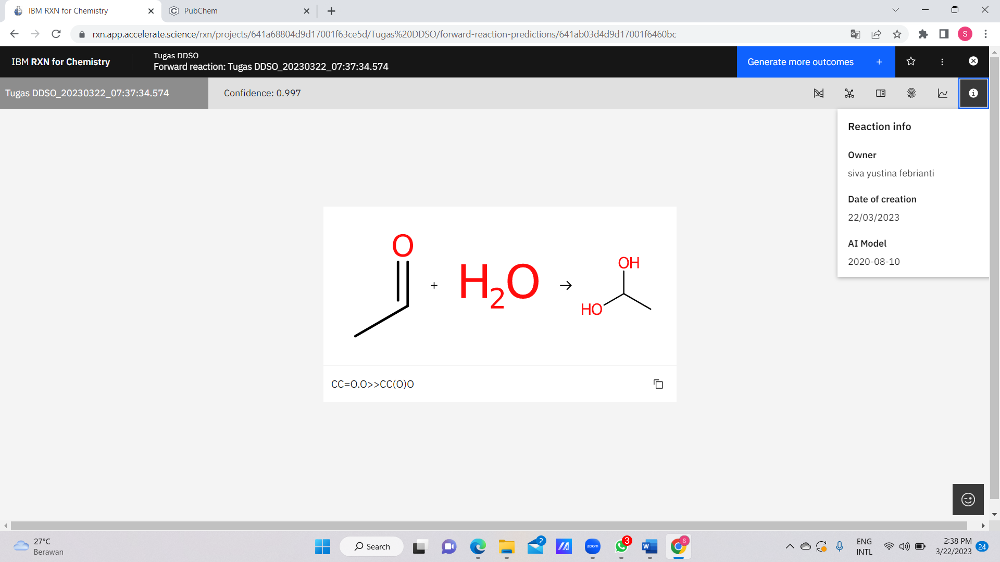 IBM RXN for Chemistry
PubChem
rxn.app.accelerate.science/rxn/projects/641a68804d9d17001f63ce5d/Tugas%20DDSO/forward-reaction-predictions/641ab03d4d9d17001f6460bc
S
IBM RXN for Chemistry
Tugas DDSO
Forward reaction: Tugas DDSO_20230322_07:37:34.574
Generate more outcomes +
Tugas DDSO_20230322_07:37:34.574
Confidence: 0.997
Reaction info
Owner
siva yustina febrianti
Date of creation
22/03/2023
AI Model
2020-08-10
O
+ H2O →
OH
HO
CC=O.O>>CC(O)O
27°C
Berawan
Search
2
zoom
3
W
S
ENG
INTL
2:38 PM
3/22/2023
24